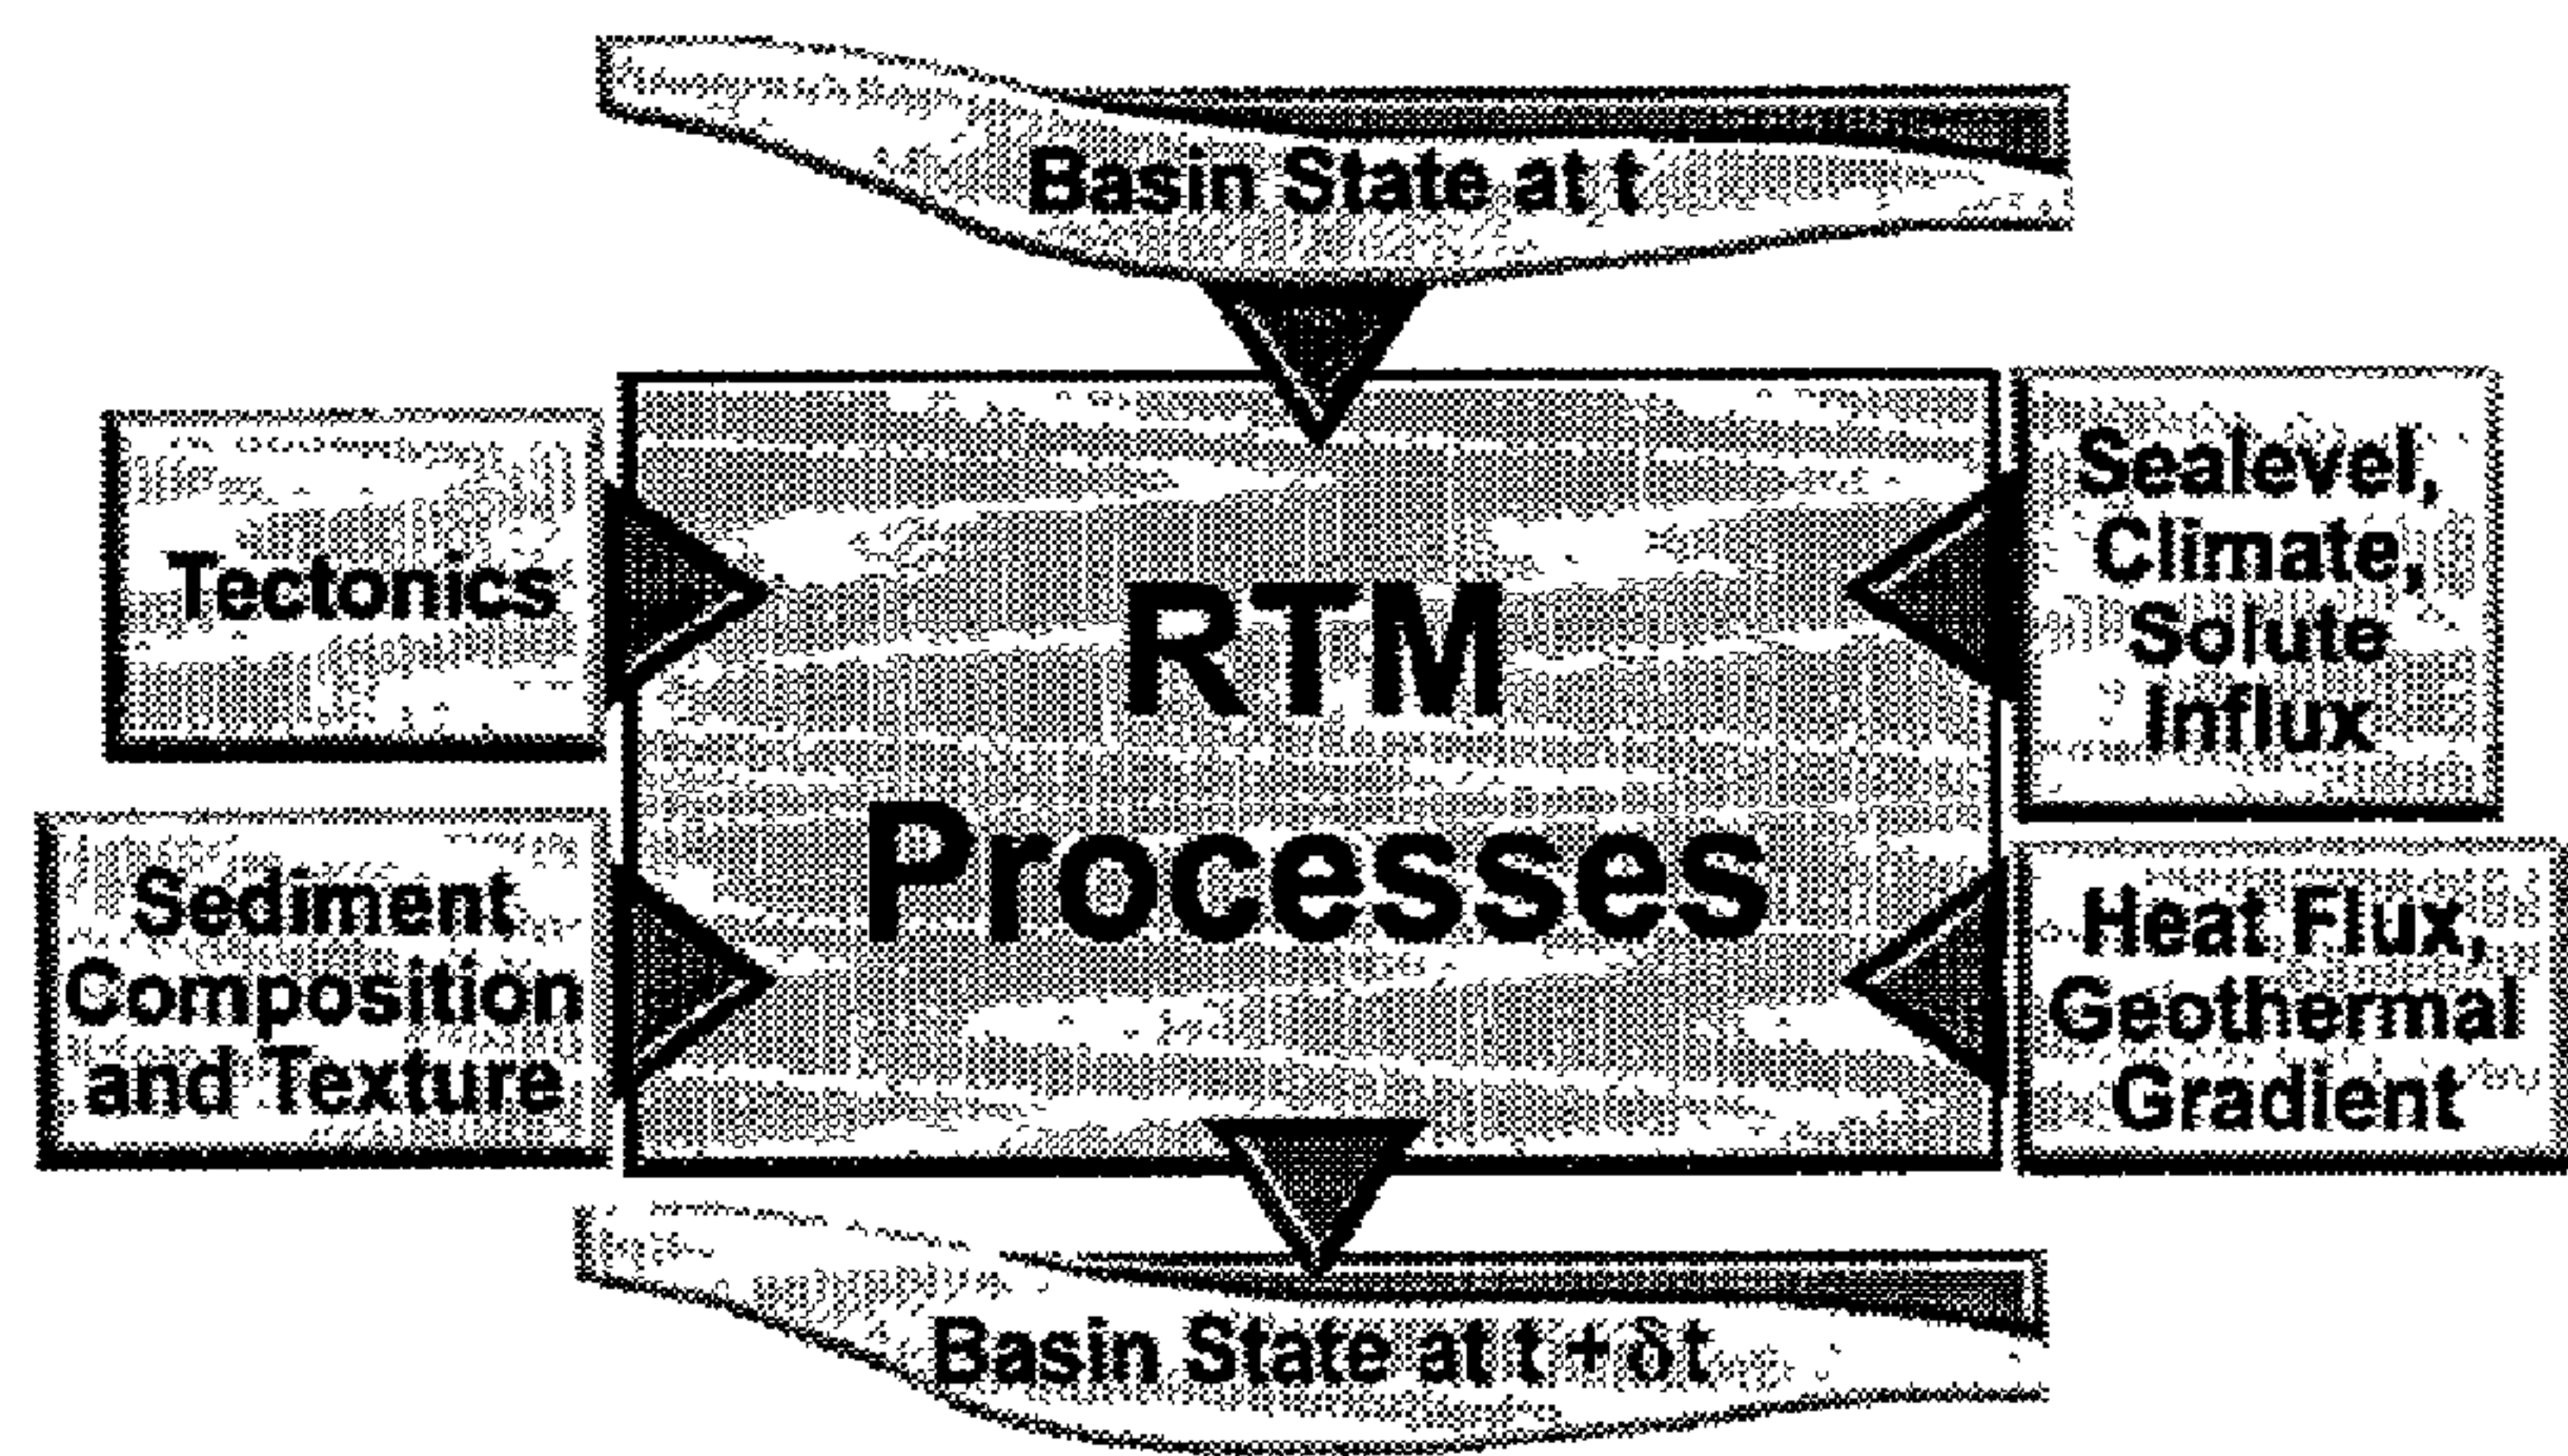 Basin State at t
Tectonics
Sealevel,
Climate,
Solute
Influx
RTM
Processes
Sediment
Composition
and Texture
Heat Flux,
Geothermal
Gradient
Basin State at t + δt